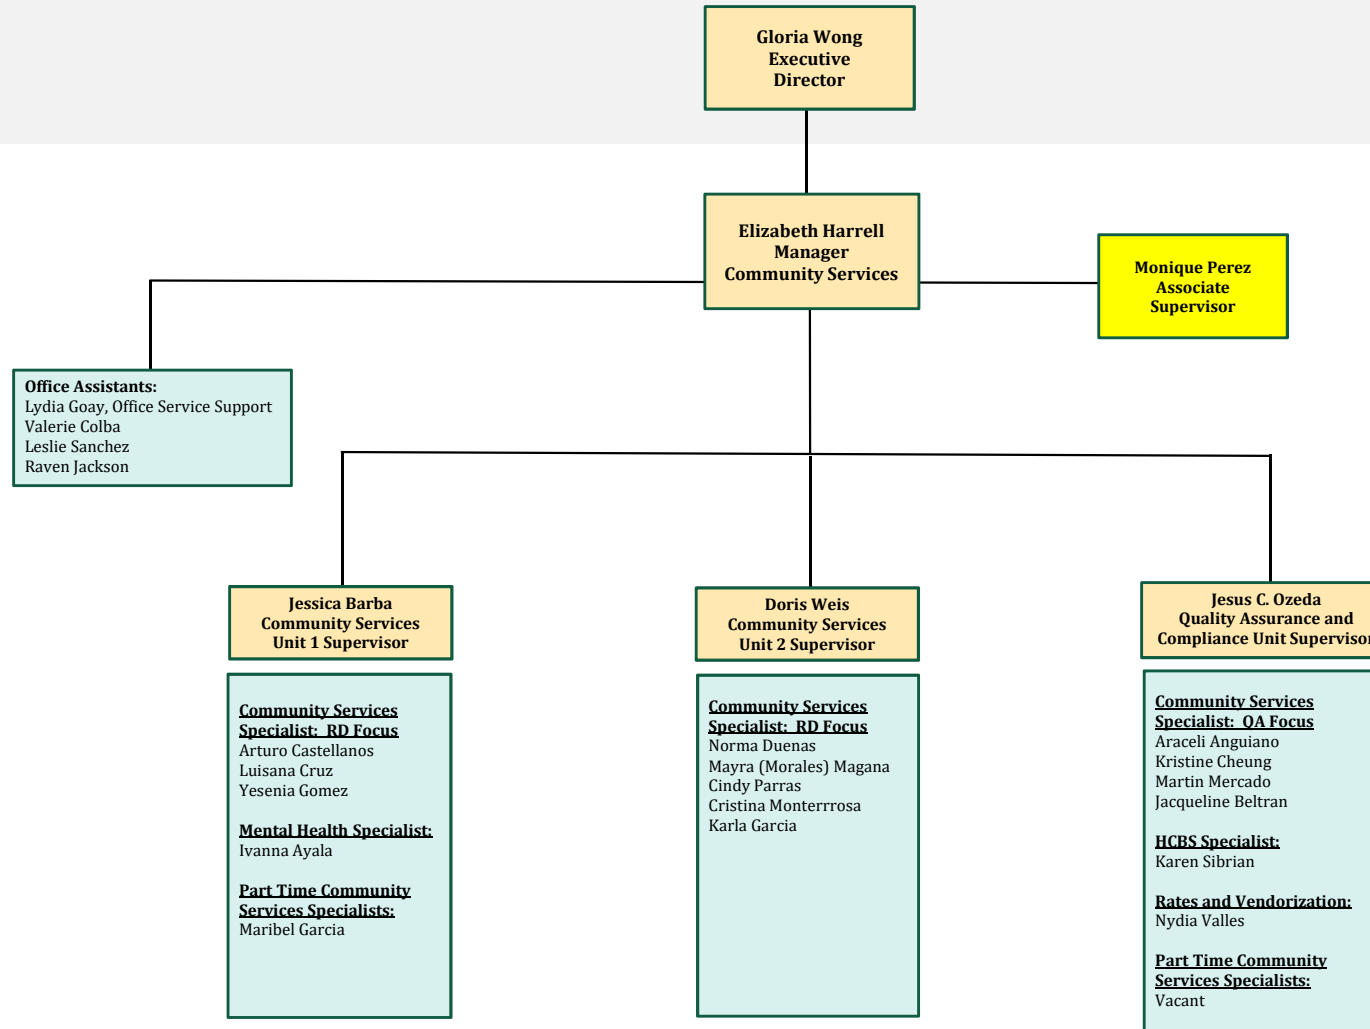 Gloria Wong
Executive
Director
Elizabeth Harrell
Manager
Community Services
Monique Perez
Associate
Supervisor
Office Assistants:
Lydia Goay, Office Service Support
Valerie Colba
Leslie Sanchez
Raven Jackson
Jessica Barba
Community Services
Unit 1 Supervisor
Community Services
Specialist: RD Focus
Arturo Castellanos
Luisana Cruz
Yesenia Gomez
Mental Health Specialist:
Ivanna Ayala
Part Time Community
Services Specialists:
Maribel Garcia
Doris Weis
Community Services
Unit 2 Supervisor
Community Services
Specialist: RD Focus
Norma Duenas
Mayra (Morales) Magana
Cindy Parras
Cristina Monterrrosa
Karla Garcia
Jesus C. Ozeda
Quality Assurance and
Compliance Unit Supervisor
Community Services
Specialist: QA Focus
Araceli Anguiano
Kristine Cheung
Martin Mercado
Jacqueline Beltran
HCBS Specialist:
Karen Sibrian
Rates and Vendorization:
Nydia Valles
Part Time Community
Services Specialists:
Vacant